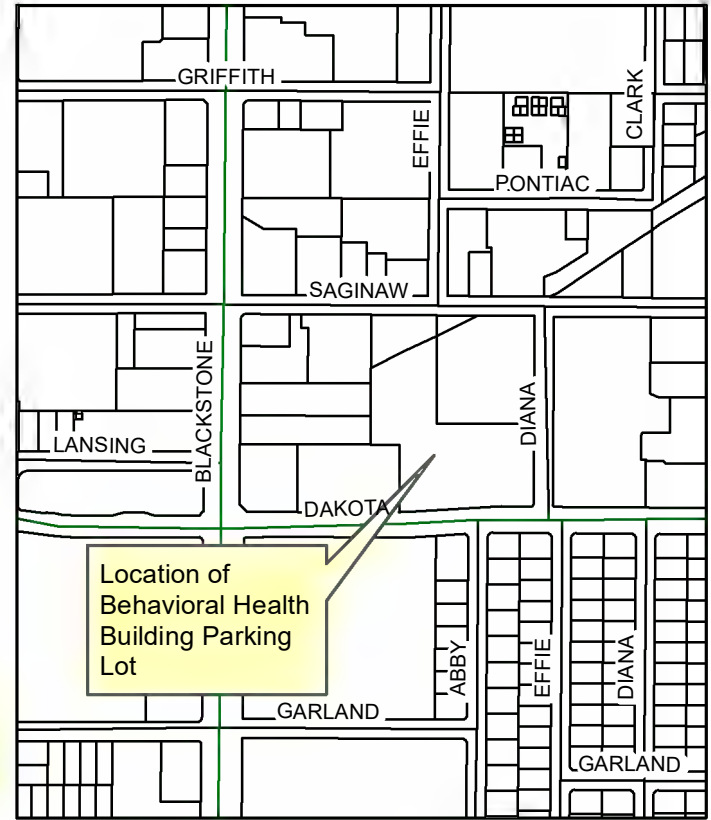 GRIFFITH
EFFIE
CLARK
PONTIAC
SAGINAW
BLACKSTONE
DIANA
LANSING
DAKOTA
Location of
Behavioral Health
Building Parking
Lot
ABBY
EFFIE
DIANA
GARLAND
GARLAND